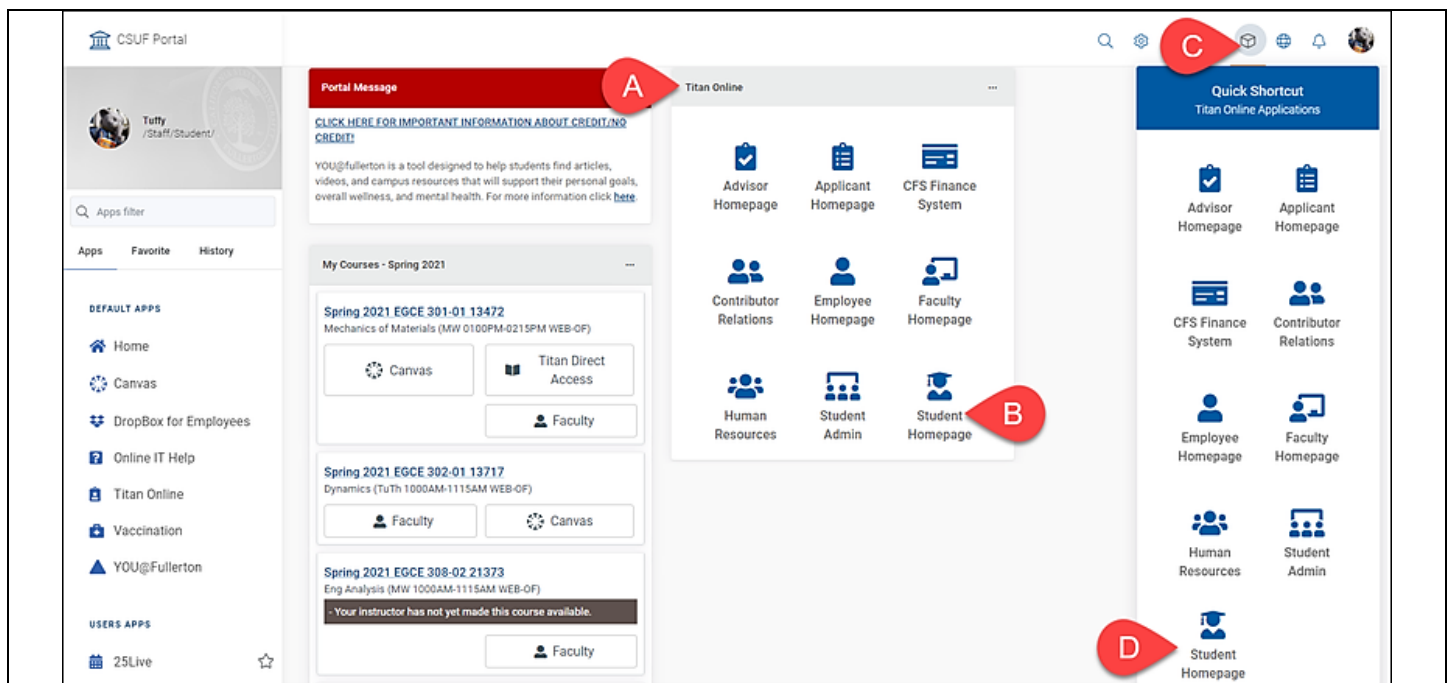 CSUF Portal
C
Tuffy
/Staff/Student/
Apps filter
Apps Favorite History
DEFAULT APPS
Home
Canvas
DropBox for Employees
Online IT Help
Titan Online
Vaccination
YOU@Fullerton
USERS APPS
25Live
Portal Message
CLICK HERE FOR IMPORTANT INFORMATION ABOUT CREDIT/NO
CREDIT!
YOU@fullerton is a tool designed to help students find articles,
videos, and campus resources that will support their personal goals,
overall wellness, and mental health. For more information click here.
My Courses - Spring 2021 ...
Spring 2021 EGCE 301-01 13472
Mechanics of Materials (MW 0100PM-0215PM WEB-OF)
Canvas
Titan Direct
Access
Faculty
Spring 2021 EGCE 302-01 13717
Dynamics (TuTh 1000AM-1115AM WEB-OF)
Faculty
Canvas
Spring 2021 EGCE 308-02 21373
Eng Analysis (MW 1000AM-1115AM WEB-OF)
- Your instructor has not yet made this course available.
Faculty
A
Titan Online ...
Advisor
Homepage
Applicant
Homepage
CFS Finance
System
Contributor
Relations
Employee
Homepage
Faculty
Homepage
Human
Resources
Student
Admin
Student
Homepage
B
Quick Shortcut
Titan Online Applications
Advisor
Homepage
Applicant
Homepage
CFS Finance
System
Contributor
Relations
Employee
Homepage
Faculty
Homepage
Human
Resources
Student
Admin
D
Student
Homepage